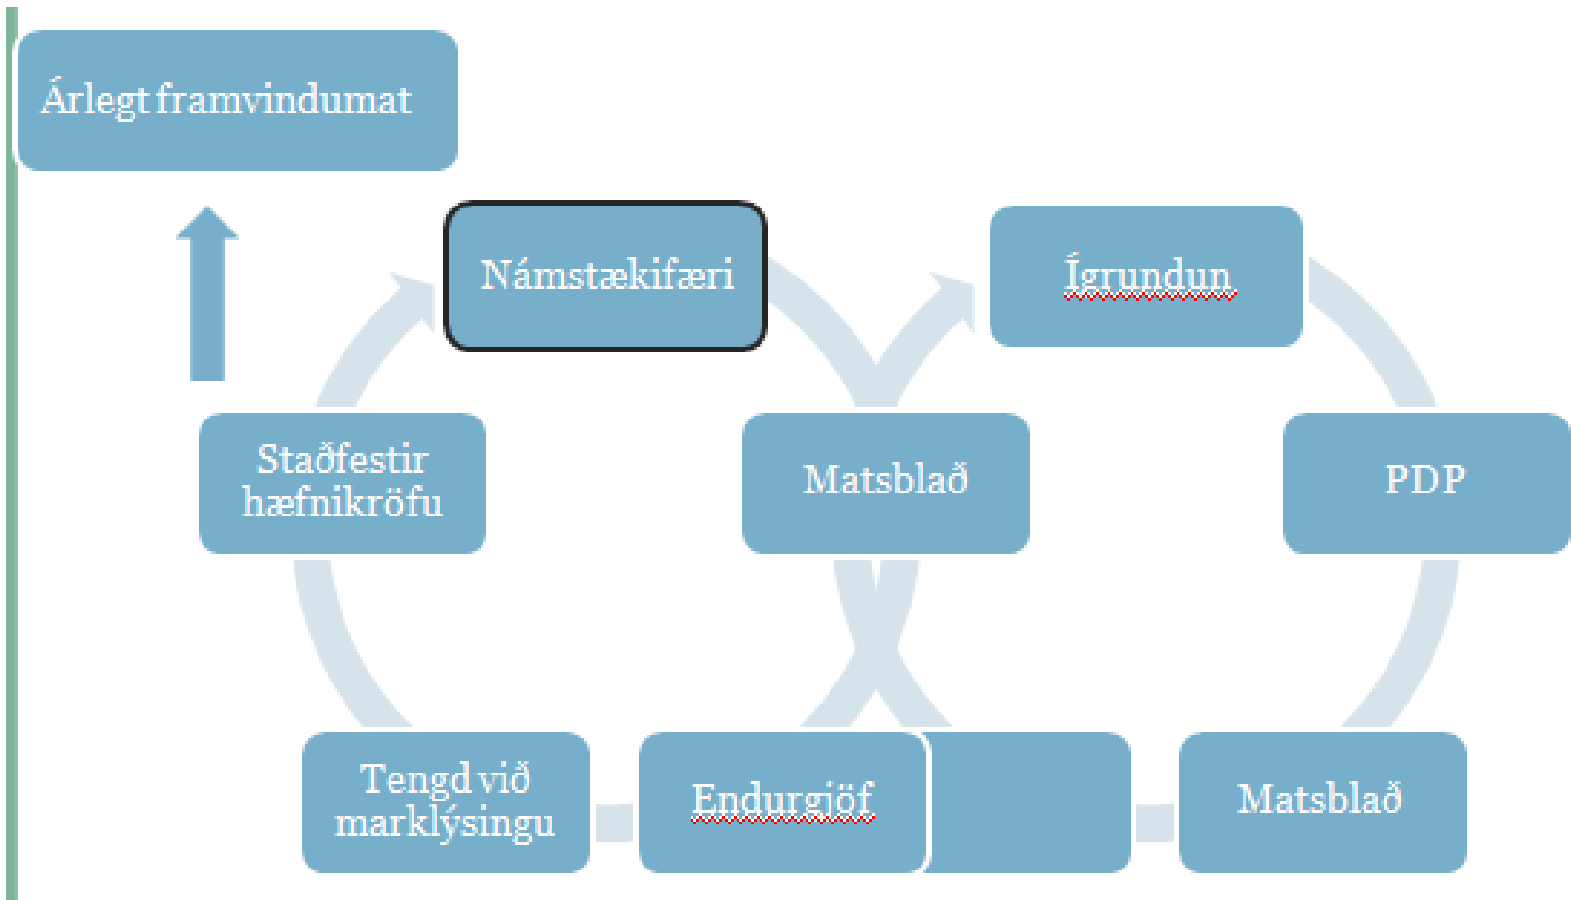 Árlegt framvindumat
Námstækifæri
Ígrundun
Staðfestir
hæfnikröfu
Matsblað
PDP
Tengd við
marklýsingu
Endurgjöf
Matsblað